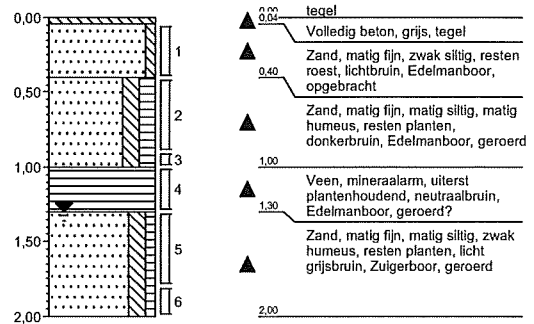 0,00
0,50
1,00
1,50
2,00
1
2
3
4
5
6
0,00
tegel
0,04
Volledig beton, grijs, tegel
Zand, matig fijn, zwak siltig, resten
roest, lichtbruin, Edelmanboor,
opgebracht
0,40
Zand, matig fijn, matig siltig, matig
humeus, resten planten,
donkerbruin, Edelmanboor, geroerd
1,00
Veen, mineraalarm, uiterst
plantenhoudend, neutraalbruin,
Edelmanboor, geroerd?
1,30
Zand, matig fijn, matig siltig, zwak
humeus, resten planten, licht
grijsbruin, Zuigerboor, geroerd
2,00